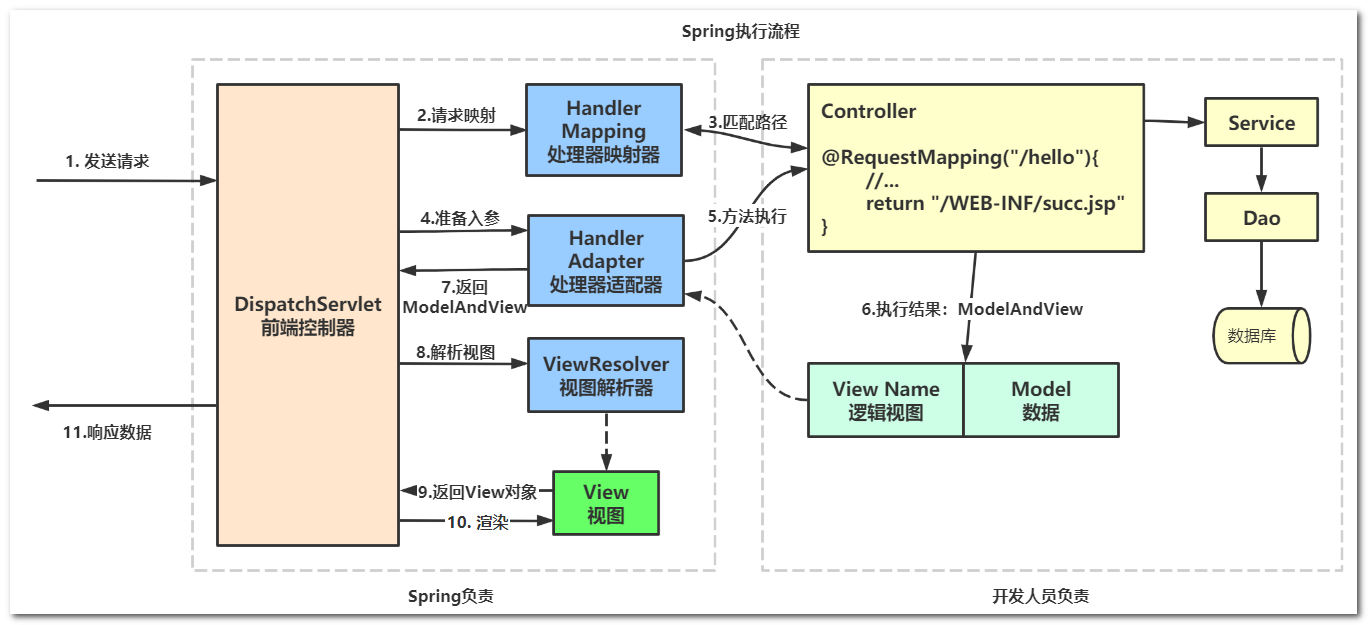 Spring执行流程
1. 发送请求
DispatchServlet
前端控制器
11.响应数据
2.请求映射
Handler
Mapping
处理器映射器
3.匹配路径
4.准备入参
Handler
Adapter
处理器适配器
5.方法执行
7.返回
ModelAndView
8.解析视图
ViewResolver
视图解析器
9.返回View对象
10. 渲染
View
视图
Controller
@RequestMapping("/hello"){
//...
return "/WEB-INF/succ.jsp"
}
6.执行结果：ModelAndView
View Name
逻辑视图
Model
数据
Service
Dao
数据库
Spring负责
开发人员负责